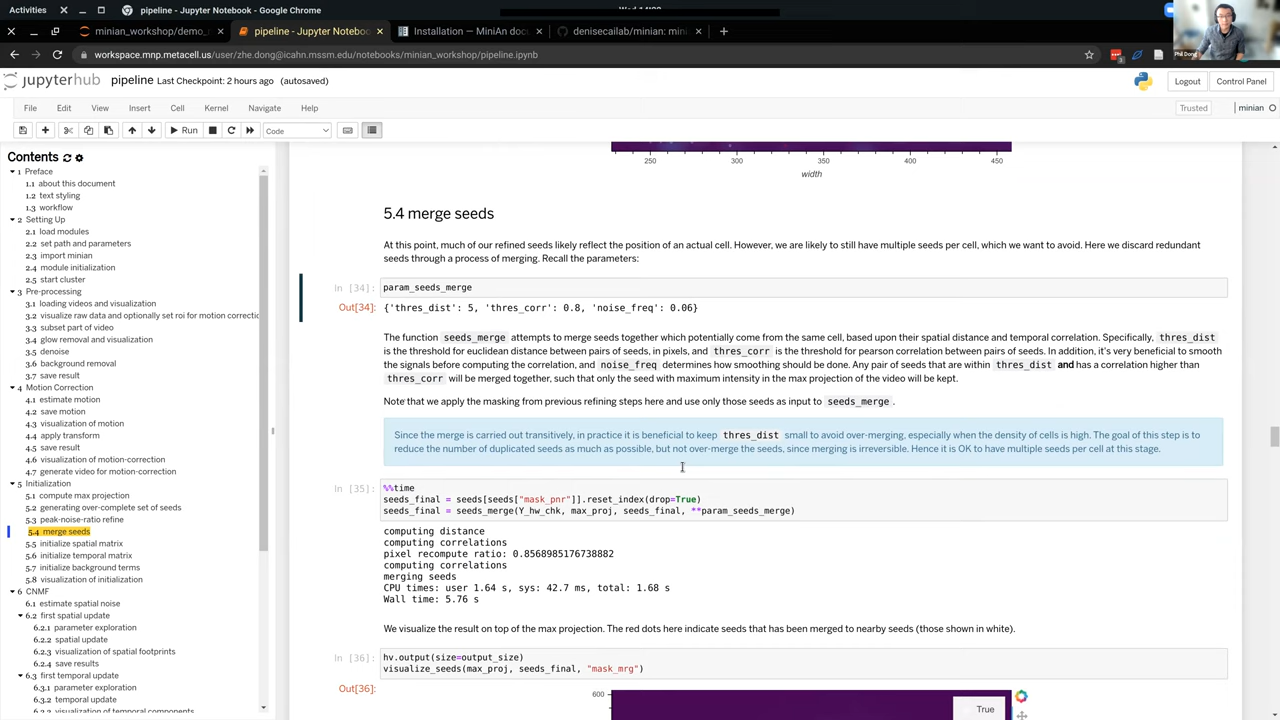 Activities
pipeline - Jupyter Notebook - Google Chrome
minian_workshop/demo_r
pipeline - Jupyter Notebo
Installation — MiniAn docu
denisecailab/minian: mini
workspace.mnp.metacell.us/user/zhe.dong@icahn.mssm.edu/notebooks/minian_workshop/pipeline.ipynb
jupyterhub pipeline Last Checkpoint: 2 hours ago (autosaved)
Logout
Control Panel
File Edit View Insert Cell Kernel Navigate Help
Trusted
minian
Run
Code
Contents
1 Preface
1.1 about this document
1.2 text styling
1.3 workflow
2 Setting Up
2.1 load modules
2.2 set path and parameters
2.3 import minian
2.4 module initialization
2.5 start cluster
3 Pre-processing
3.1 loading videos and visualization
3.2 visualize raw data and optionally set roi for motion correctio
3.3 subset part of video
3.4 glow removal and visualization
3.5 denoise
3.6 background removal
3.7 save result
4 Motion Correction
4.1 estimate motion
4.2 save motion
4.3 visualization of motion
4.4 apply transform
4.5 save result
4.6 visualization of motion-correction
4.7 generate video for motion-correction
5 Initialization
5.1 compute max projection
5.2 generating over-complete set of seeds
5.3 peak-noise-ratio refine
5.4 merge seeds
5.5 initialize spatial matrix
5.6 initialize temporal matrix
5.7 initialize background terms
5.8 visualization of initialization
6 CNMF
6.1 estimate spatial noise
6.2 first spatial update
6.2.1 parameter exploration
6.2.2 spatial update
6.2.3 visualization of spatial footprints
6.2.4 save results
6.3 first temporal update
6.3.1 parameter exploration
6.3.2 temporal update
6.3.3 visualization of temporal components
250 300 350 400 450
width
5.4 merge seeds
At this point, much of our refined seeds likely reflect the position of an actual cell. However, we are likely to still have multiple seeds per cell, which we want to avoid. Here we discard redundant
seeds through a process of merging. Recall the parameters:
In [34]: param_seeds_merge
Out[34]: {'thres_dist': 5, 'thres_corr': 0.8, 'noise_freq': 0.06}
The function seeds_merge attempts to merge seeds together which potentially come from the same cell, based upon their spatial distance and temporal correlation. Specifically, thres_dist
is the threshold for euclidean distance between pairs of seeds, in pixels, and thres_corr is the threshold for pearson correlation between pairs of seeds. In addition, it's very beneficial to smooth
the signals before computing the correlation, and noise_freq determines how smoothing should be done. Any pair of seeds that are within thres_dist and has a correlation higher than
thres_corr will be merged together, such that only the seed with maximum intensity in the max projection of the video will be kept.
Note that we apply the masking from previous refining steps here and use only those seeds as input to seeds_merge .
Since the merge is carried out transitively, in practice it is beneficial to keep thres_dist small to avoid over-merging, especially when the density of cells is high. The goal of this step is to
reduce the number of duplicated seeds as much as possible, but not over-merge the seeds, since merging is irreversible. Hence it is OK to have multiple seeds per cell at this stage.
In [35]: %%time
seeds_final = seeds[seeds["mask_pnr"]].reset_index(drop=True)
seeds_final = seeds_merge(Y_hw_chk, max_proj, seeds_final, **param_seeds_merge)
computing distance
computing correlations
pixel recompute ratio: 0.8568985176738882
computing correlations
merging seeds
CPU times: user 1.64 s, sys: 42.7 ms, total: 1.68 s
Wall time: 5.76 s
We visualize the result on top of the max projection. The red dots here indicate seeds that has been merged to nearby seeds (those shown in white).
In [36]: hv.output(size=output_size)
visualize_seeds(max_proj, seeds_final, "mask_mrg")
Out[36]:
600
True